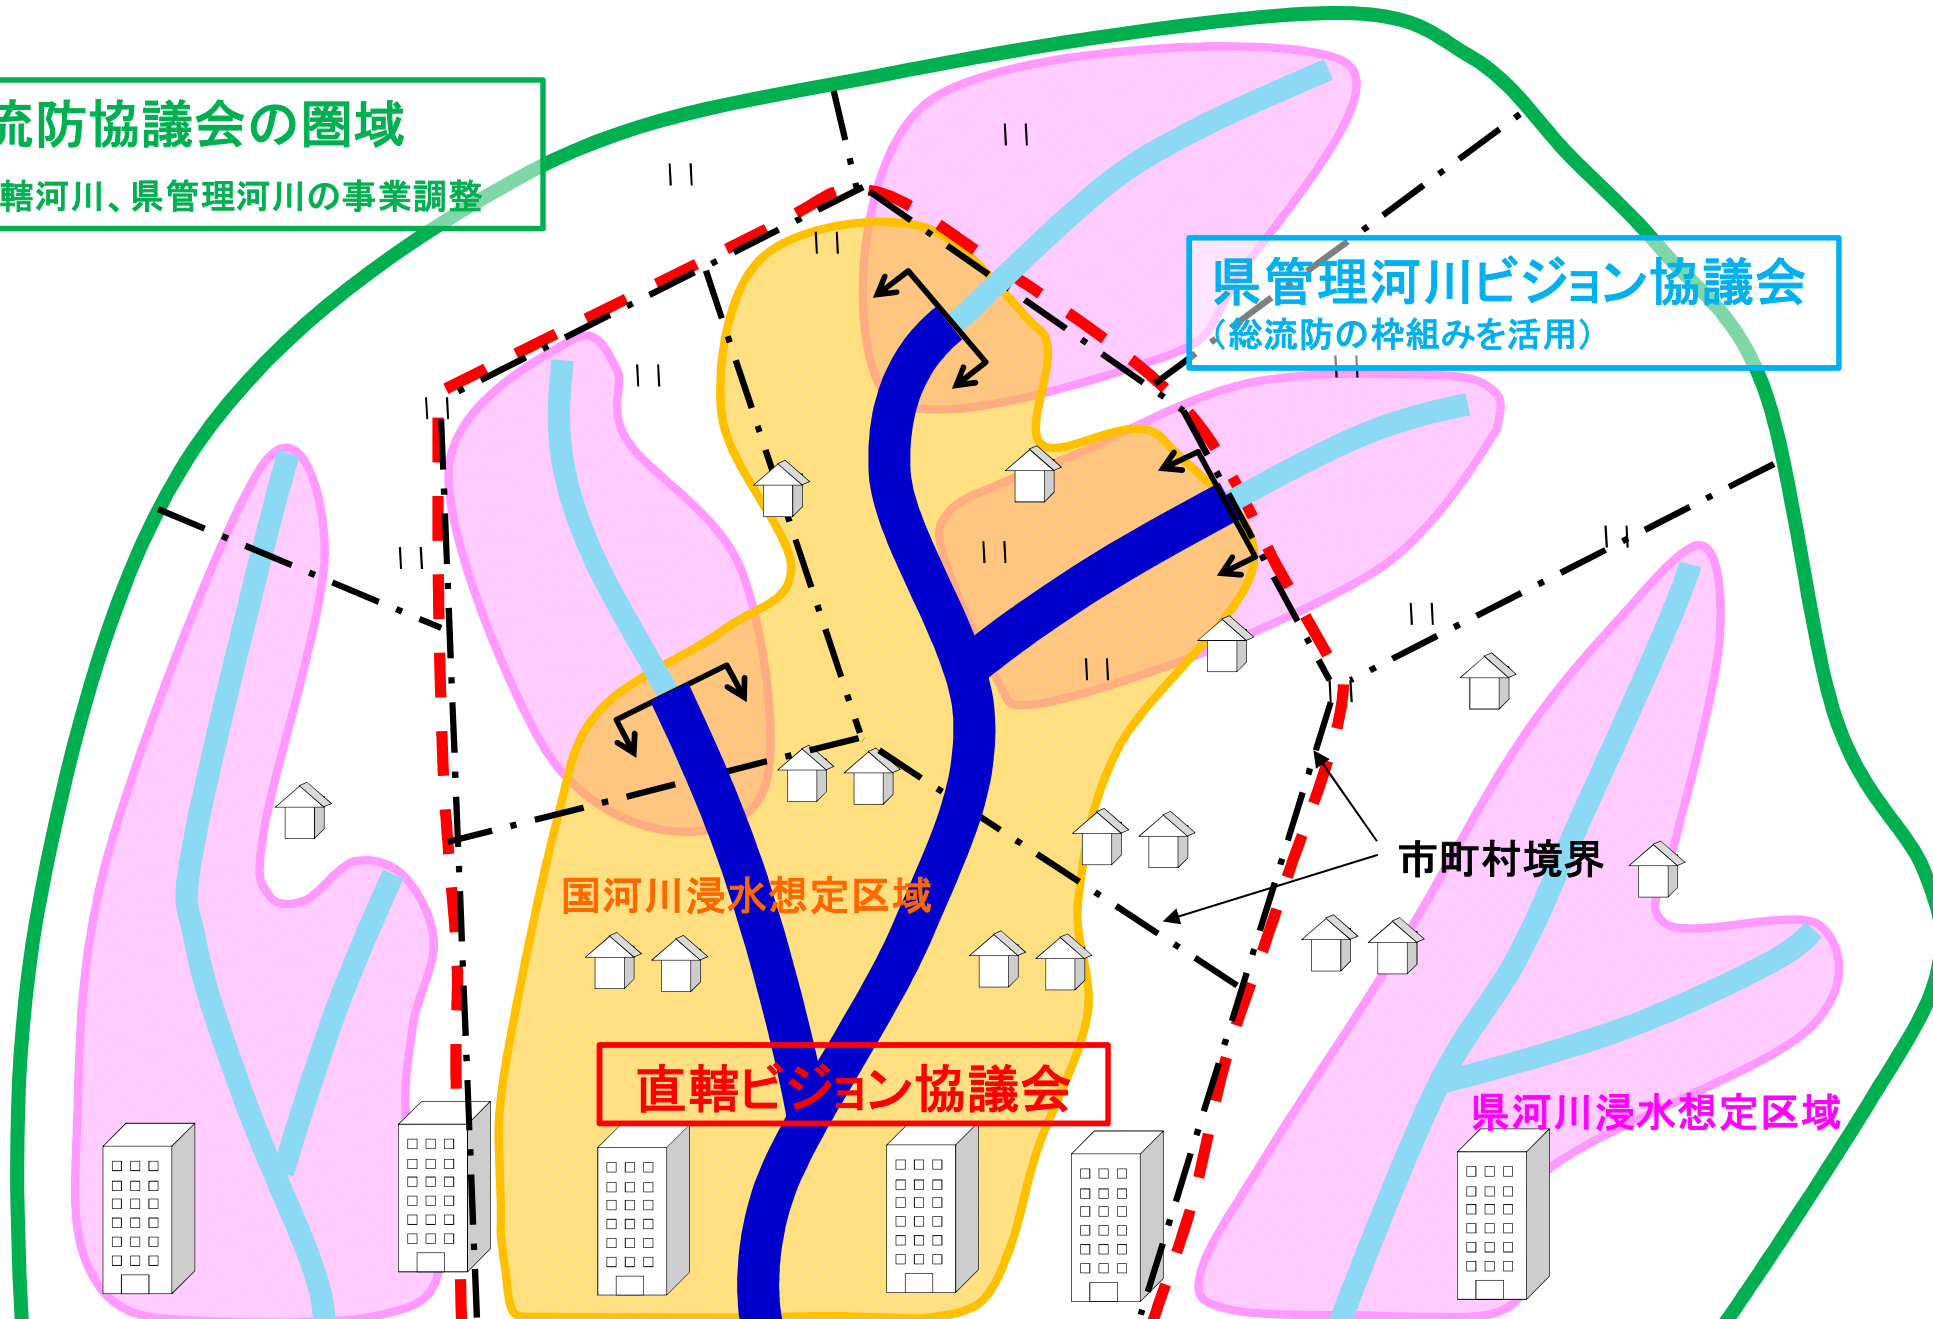 流防協議会の圏域
轄河川、県管理河川の事業調整
県管理河川ビジョン協議会
（総流防の枠組みを活用）
市町村境界
国河川浸水想定区域
直轄ビジョン協議会
県河川浸水想定区域